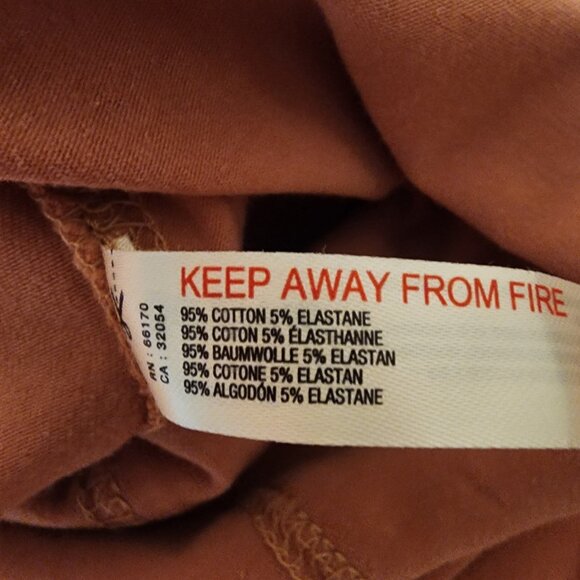 KEEP AWAY FROM FIRE
95% COTTON 5% ELASTANE
95% COTON 5% ÉLASTHANNE
95% BAUMWOLLE 5% ELASTAN
95% COTONE 5% ELASTAN
95% ALGODÓN 5% ELASTANE
RN : 66170
CA : 32054